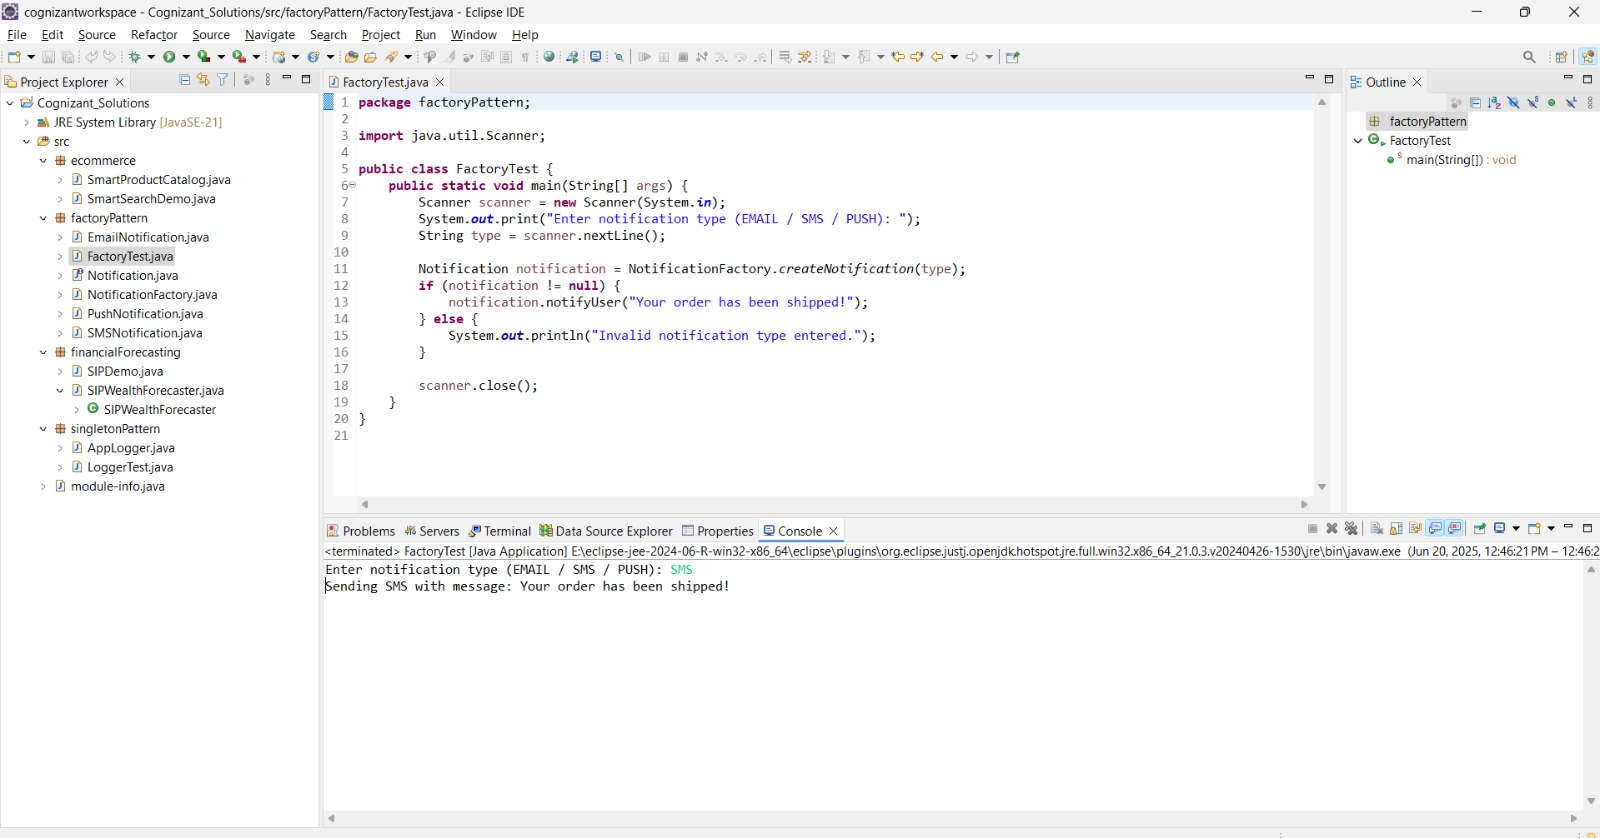 cognizantworkspace - Cognizant_Solutions/src/factoryPattern/FactoryTest.java - Eclipse IDE
File Edit Source Refactor Source Navigate Search Project Run Window Help
Project Explorer
Cognizant_Solutions
JRE System Library [JavaSE-21]
src
ecommerce
SmartProductCatalog.java
SmartSearchDemo.java
factoryPattern
EmailNotification.java
FactoryTest.java
Notification.java
NotificationFactory.java
PushNotification.java
SMSNotification.java
financialForecasting
SIPDemo.java
SIPWealthForecaster.java
SIPWealthForecaster
singletonPattern
AppLogger.java
LoggerTest.java
module-info.java
FactoryTest.java
1 package factoryPattern;
2
3 import java.util.Scanner;
4
5 public class FactoryTest {
6 public static void main(String[] args) {
7 Scanner scanner = new Scanner(System.in);
8 System.out.print("Enter notification type (EMAIL / SMS / PUSH): ");
9 String type = scanner.nextLine();
10
11 Notification notification = NotificationFactory.createNotification(type);
12 if (notification != null) {
13 notification.notifyUser("Your order has been shipped!");
14 } else {
15 System.out.println("Invalid notification type entered.");
16 }
17
18 scanner.close();
19 }
20 }
21
Outline
factoryPattern
FactoryTest
main(String[]) : void
Problems Servers Terminal Data Source Explorer Properties Console
<terminated> FactoryTest [Java Application] E:\eclipse-jee-2024-06-R-win32-x86_64\eclipse\plugins\org.eclipse.justj.openjdk.hotspot.jre.full.win32.x86_64_21.0.3.v20240426-1530\jre\bin\javaw.exe (Jun 20, 2025, 12:46:21 PM – 12:46:2
Enter notification type (EMAIL / SMS / PUSH): SMS
Sending SMS with message: Your order has been shipped!